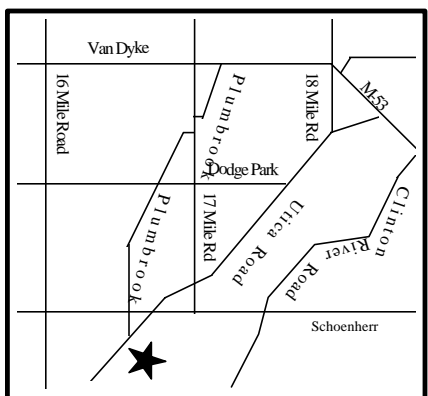 Van Dyke
16 Mile Road
Plumbrook
18 Mile Rd
M-53
Dodge Park
Plumbrook
17 Mile Rd
Utica Road
Clinton
River
Road
Schoenherr